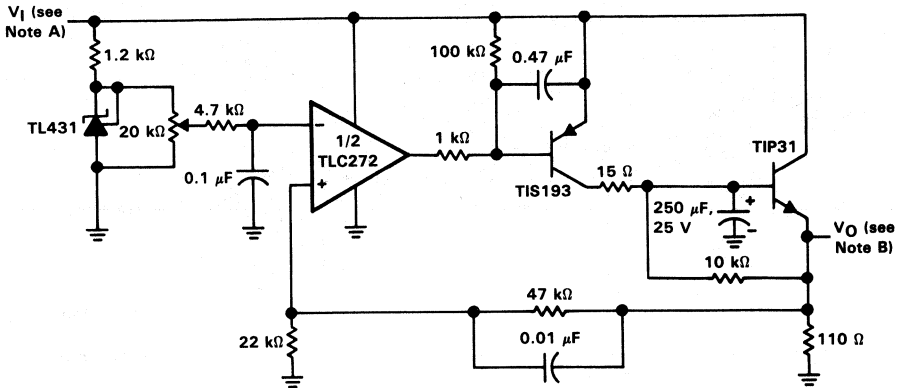 VI (see
Note A)
1.2 kΩ
TL431
20 kΩ
4.7 kΩ
0.1 μF
−
1/2
TLC272
+
1 kΩ
100 kΩ
0.47 μF
TIS193
15 Ω
TIP31
250 μF,
25 V
+
−
VO (see
Note B)
10 kΩ
47 kΩ
0.01 μF
22 kΩ
110 Ω